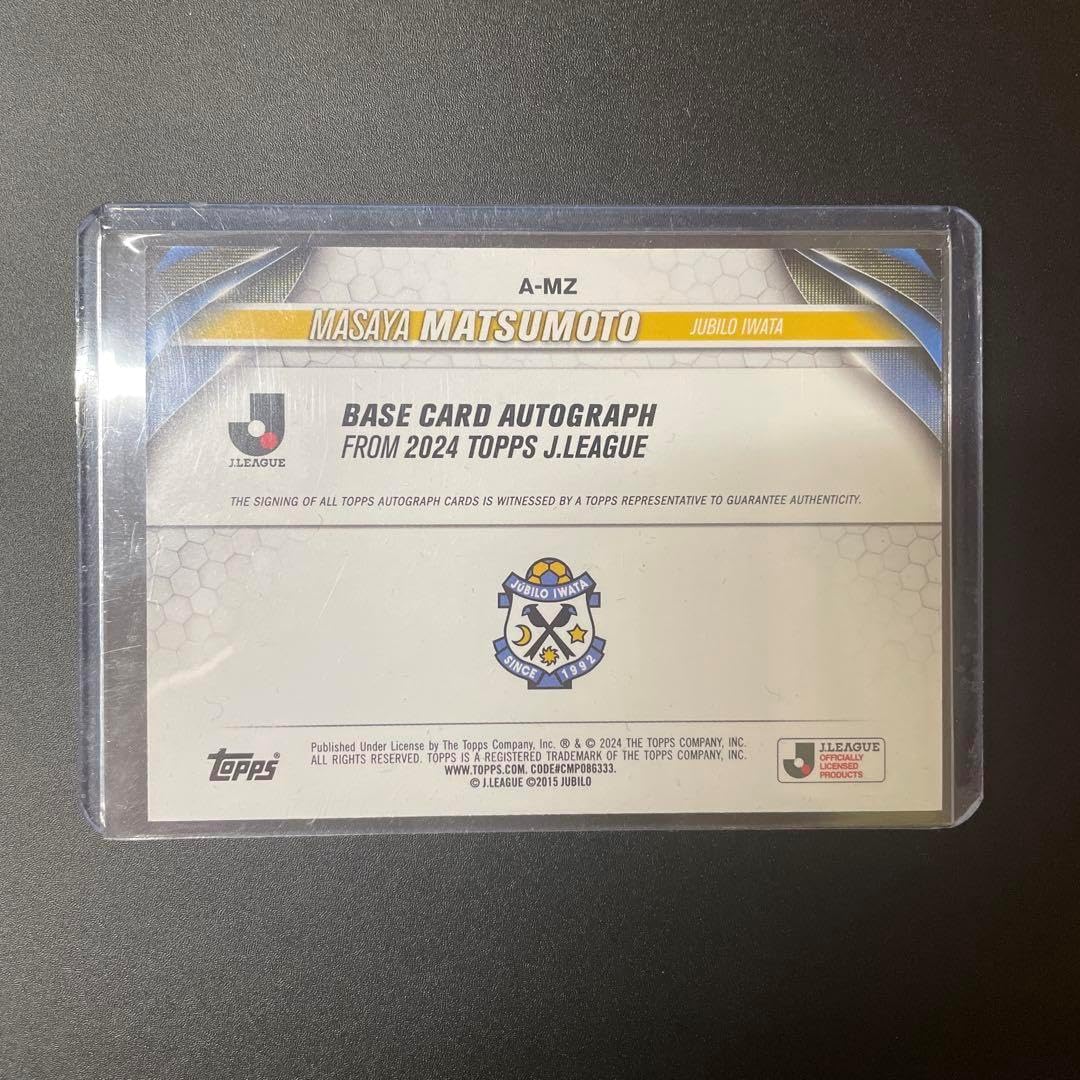 A-MZ
MASAYA MATSUMOTO JUBILO IWATA
J.LEAGUE
BASE CARD AUTOGRAPH
FROM 2024 TOPPS J.LEAGUE
THE SIGNING OF ALL TOPPS AUTOGRAPH CARDS IS WITNESSED BY A TOPPS REPRESENTATIVE TO GUARANTEE AUTHENTICITY.
JÚBILO IWATA
SINCE 1992
topps®
Published Under License by The Topps Company, Inc. ® & © 2024 THE TOPPS COMPANY, INC.
ALL RIGHTS RESERVED. TOPPS IS A REGISTERED TRADEMARK OF THE TOPPS COMPANY, INC.
WWW.TOPPS.COM. CODE#CMP086333.
© J.LEAGUE ©2015 JUBILO
J.LEAGUE
OFFICIALLY
LICENSED
PRODUCTS